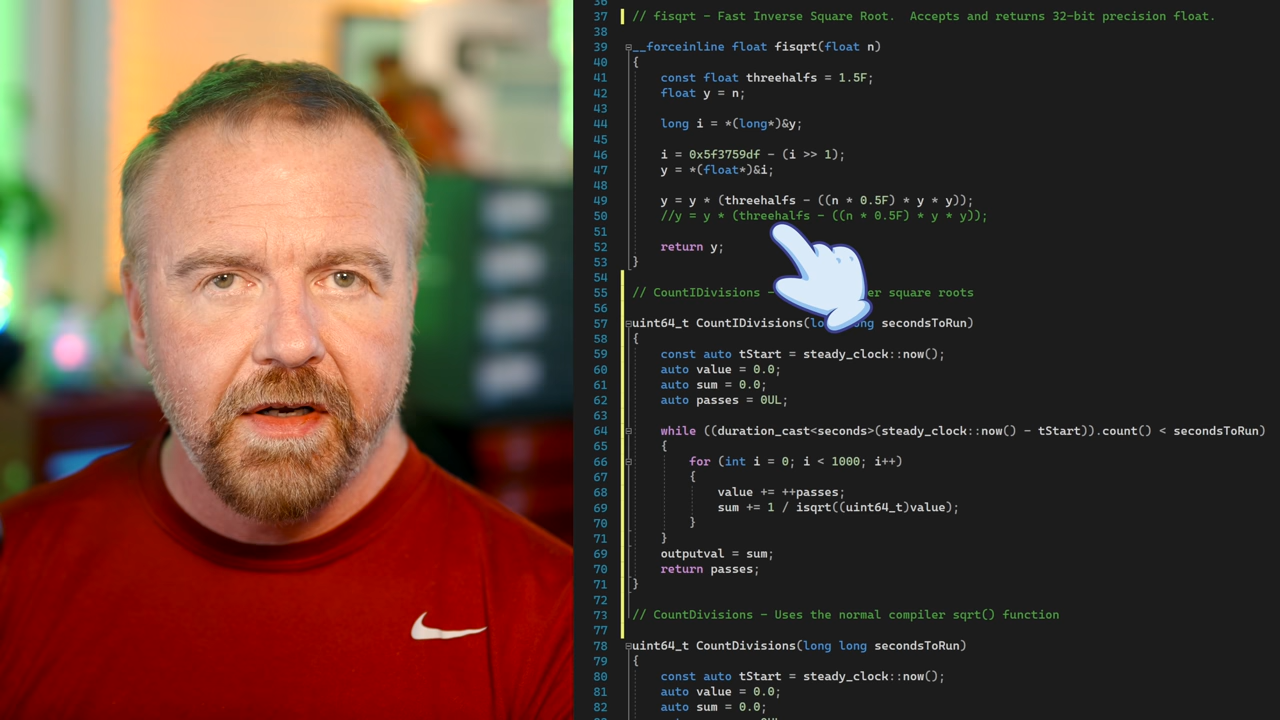 36
37 // fisqrt - Fast Inverse Square Root.  Accepts and returns 32-bit precision float.
38
39 __forceinline float fisqrt(float n)
40 {
41     const float threehalfs = 1.5F;
42     float y = n;
43
44     long i = *(long*)&y;
45
46     i = 0x5f3759df - (i >> 1);
47     y = *(float*)&i;
48
49     y = y * (threehalfs - ((n * 0.5F) * y * y));
50     //y = y * (threehalfs - ((n * 0.5F) * y * y));
51
52     return y;
53 }
54
55 // CountIDivisions - er square roots
56
57 uint64_t CountIDivisions(lo ng secondsToRun)
58 {
59     const auto tStart = steady_clock::now();
60     auto value = 0.0;
61     auto sum = 0.0;
62     auto passes = 0UL;
63
64     while ((duration_cast<seconds>(steady_clock::now() - tStart)).count() < secondsToRun)
65     {
66         for (int i = 0; i < 1000; i++)
67         {
68             value += ++passes;
69             sum += 1 / isqrt((uint64_t)value);
70         }
71     }
69     outputval = sum;
70     return passes;
71 }
72
73 // CountDivisions - Uses the normal compiler sqrt() function
77
78 uint64_t CountDivisions(long long secondsToRun)
79 {
80     const auto tStart = steady_clock::now();
81     auto value = 0.0;
82     auto sum = 0.0;